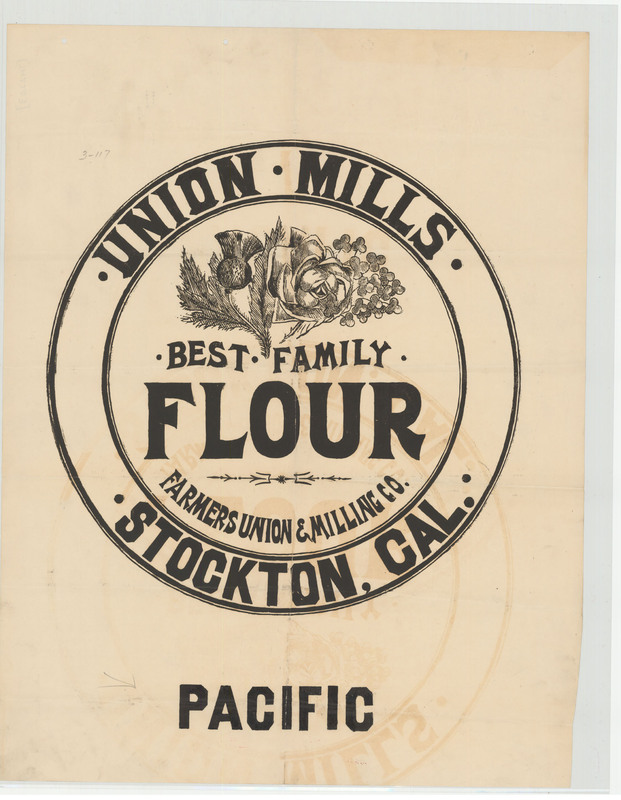 3-117
UNION · MILLS
· BEST · FAMILY ·
FLOUR
FARMERS UNION & MILLING CO.
· STOCKTON, CAL. ·
PACIFIC